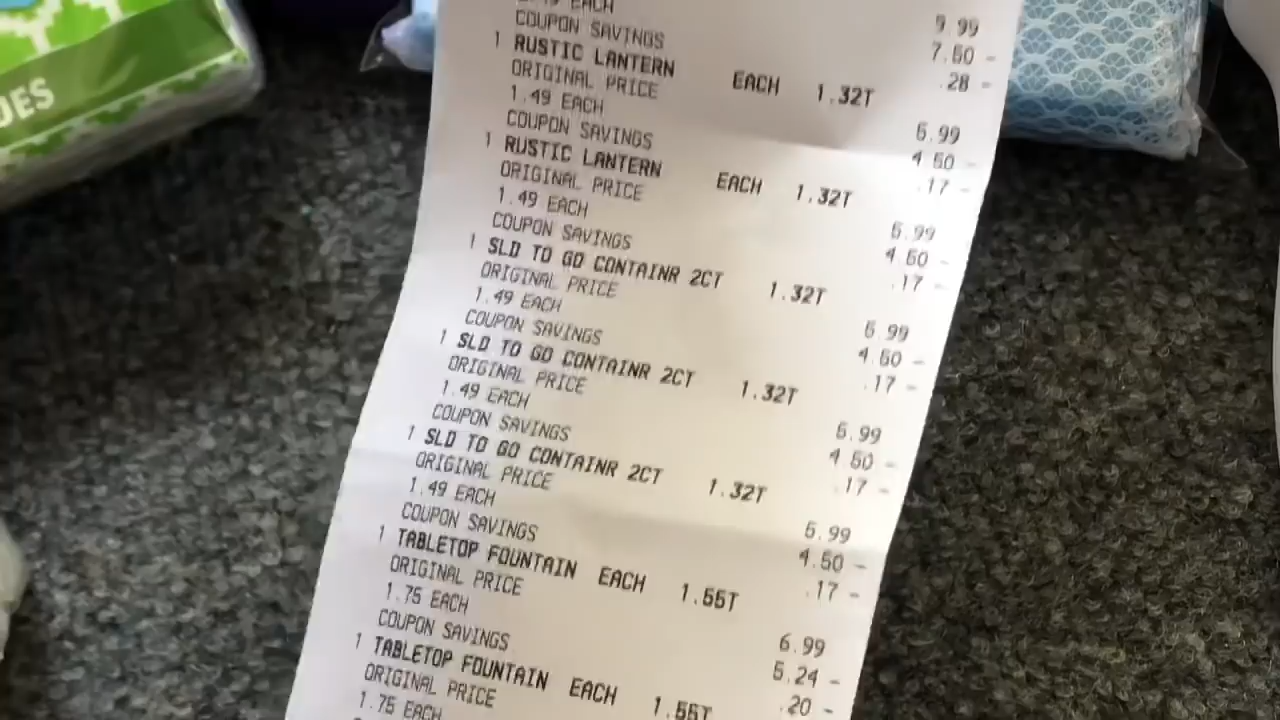 DES
9.99
.49 EACH 7.50 -
COUPON SAVINGS .28 -
1 RUSTIC LANTERN EACH 1.32T
ORIGINAL PRICE 5.99
1.49 EACH 4.50 -
COUPON SAVINGS .17 -
1 RUSTIC LANTERN EACH 1.32T
ORIGINAL PRICE 5.99
1.49 EACH 4.50 -
COUPON SAVINGS .17 -
1 SLD TO GO CONTAINR 2CT 1.32T
ORIGINAL PRICE 5.99
1.49 EACH 4.50 -
COUPON SAVINGS .17 -
1 SLD TO GO CONTAINR 2CT 1.32T
ORIGINAL PRICE 5.99
1.49 EACH 4.50 -
COUPON SAVINGS .17 -
1 SLD TO GO CONTAINR 2CT 1.32T
ORIGINAL PRICE 5.99
1.49 EACH 4.50 -
COUPON SAVINGS .17 -
1 TABLETOP FOUNTAIN EACH 1.55T
ORIGINAL PRICE 6.99
1.75 EACH 5.24 -
COUPON SAVINGS .20 -
1 TABLETOP FOUNTAIN EACH 1.55T
ORIGINAL PRICE
1.75 EACH